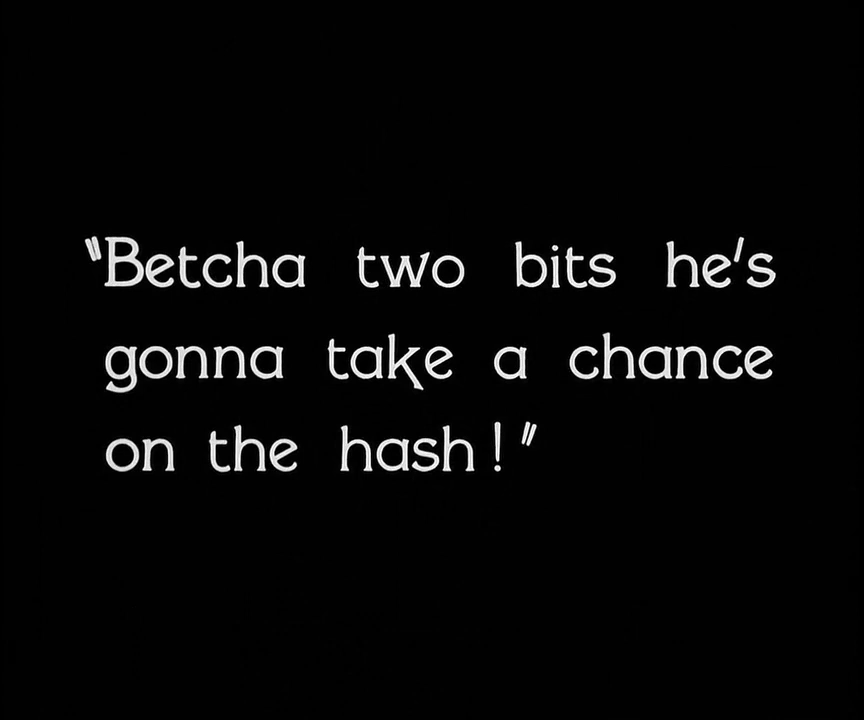 "Betcha two bits he's
gonna take a chance
on the hash!"